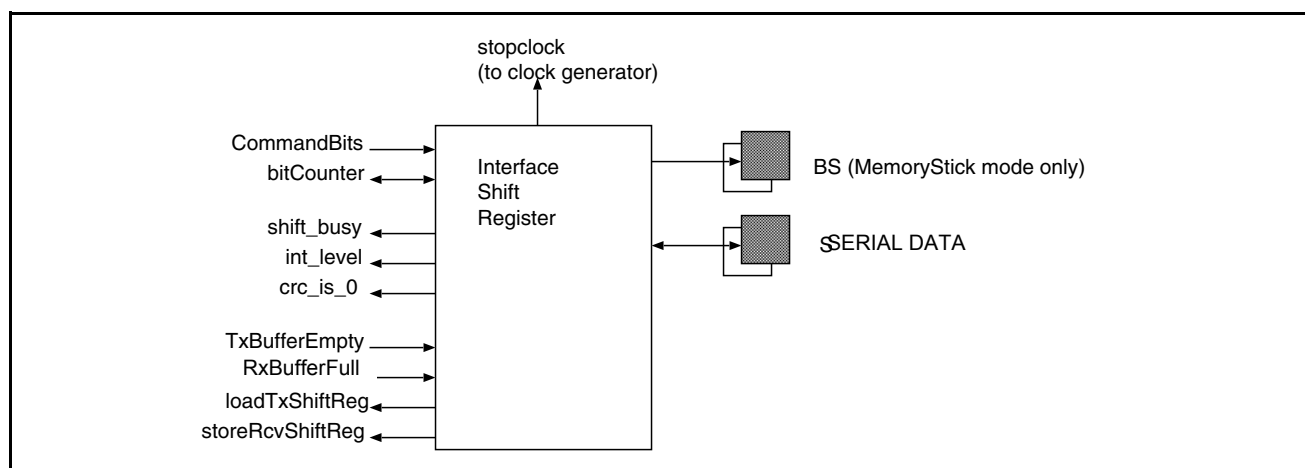 stopclock
(to clock generator)
CommandBits
bitCounter
shift_busy
int_level
crc_is_0
TxBufferEmpty
RxBufferFull
loadTxShiftReg
storeRcvShiftReg
Interface
Shift
Register
BS (MemoryStick mode only)
SSERIAL DATA